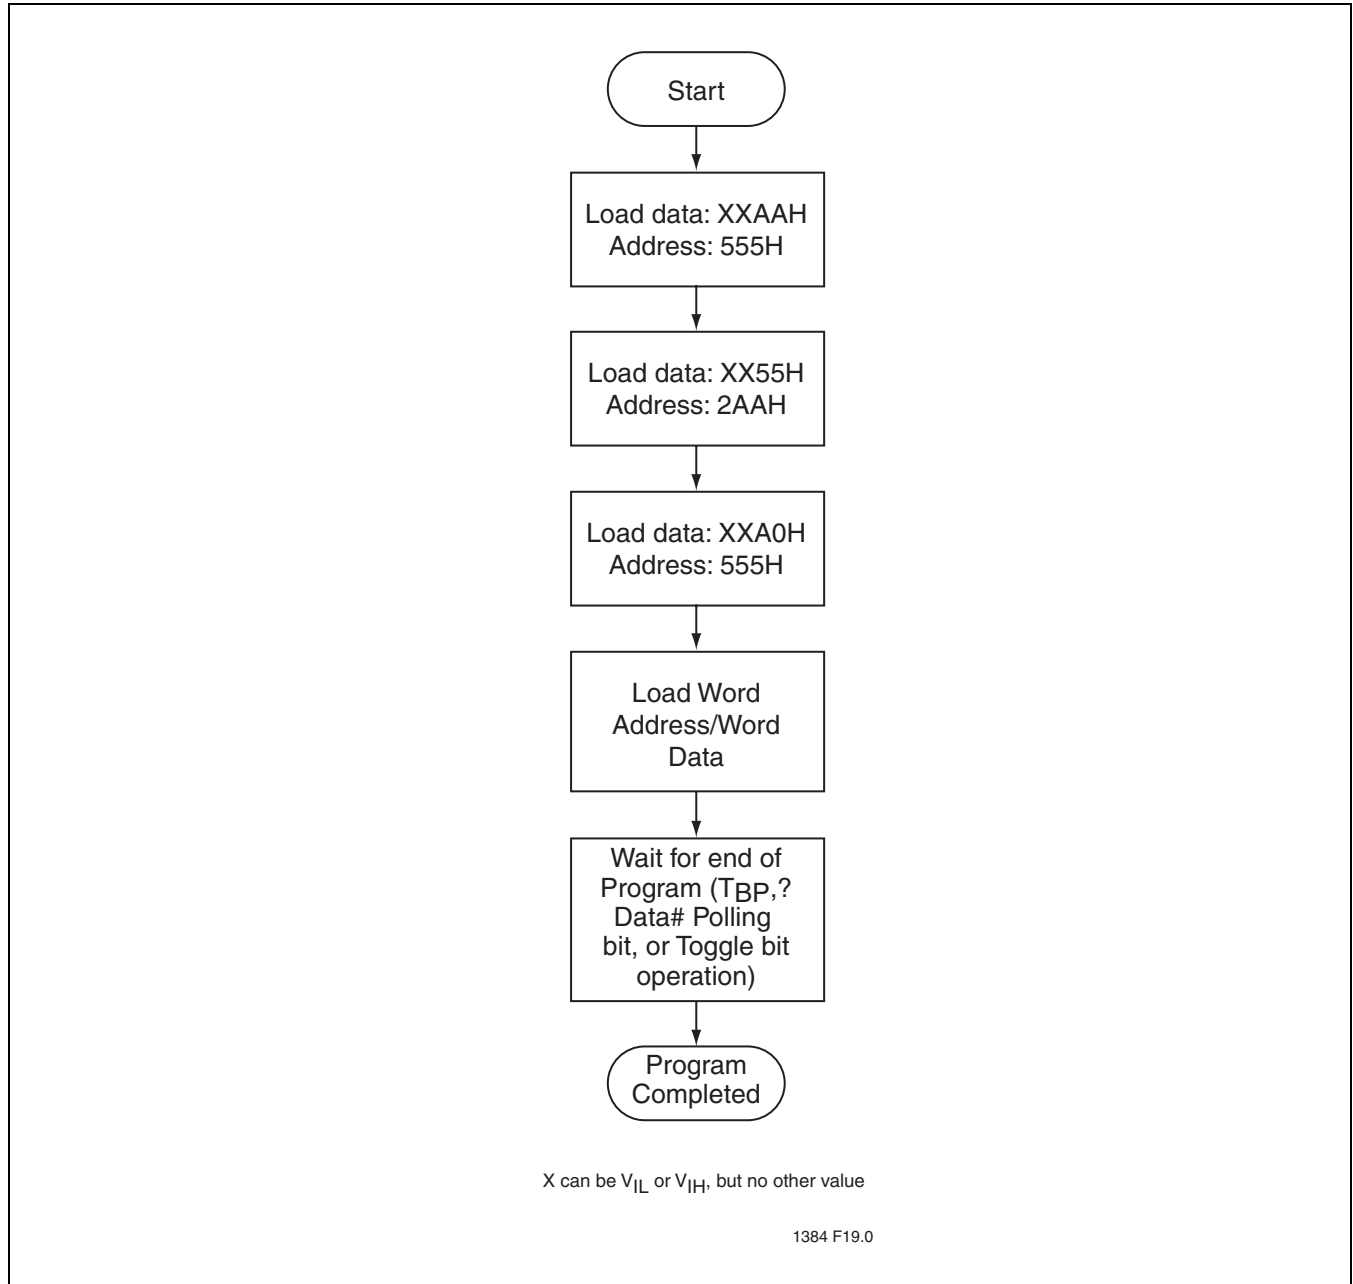 Start
Load data: XXAAH
Address: 555H
Load data: XX55H
Address: 2AAH
Load data: XXA0H
Address: 555H
Load Word
Address/Word
Data
Wait for end of
Program (TBP,?
Data# Polling
bit, or Toggle bit
operation)
Program
Completed
X can be VIL or VIH, but no other value
1384 F19.0